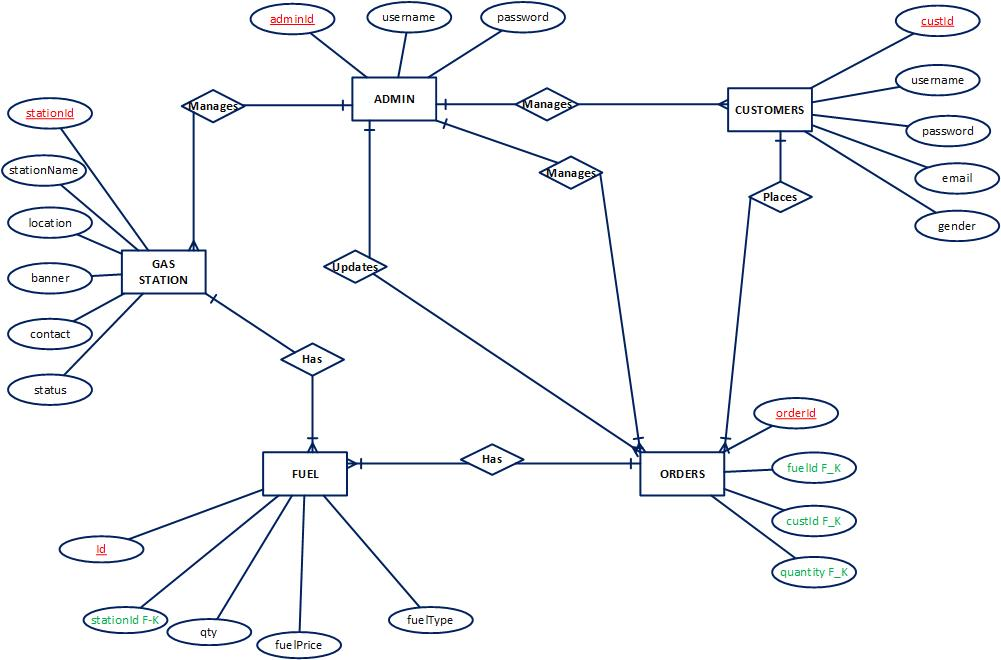 adminId
username
password
custId
username
password
email
gender
ADMIN
CUSTOMERS
Manages
Manages
Manages
Places
Updates
stationId
stationName
location
banner
contact
status
GAS
STATION
Has
FUEL
Has
ORDERS
orderId
fuelId F_K
custId F_K
quantity F_K
Id
stationId F-K
qty
fuelPrice
fuelType